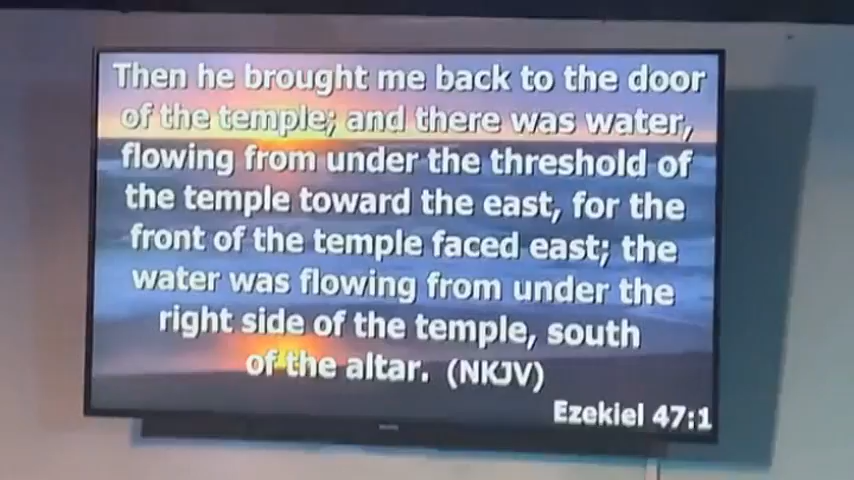 Then he brought me back to the door
of the temple; and there was water,
flowing from under the threshold of
the temple toward the east, for the
front of the temple faced east; the
water was flowing from under the
right side of the temple, south
of the altar. (NKJV)
Ezekiel 47:1